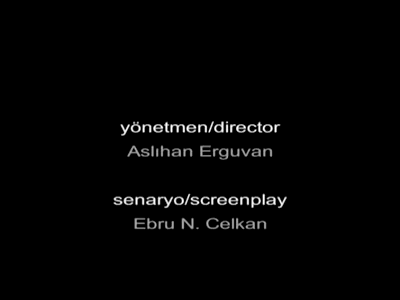 yönetmen/director
Aslıhan Erguvan
senaryo/screenplay
Ebru N. Celkan